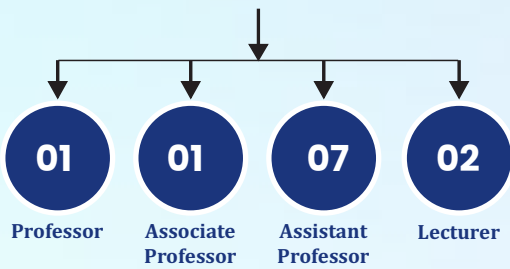 01 01 07 02
Professor Associate Assistant Lecturer
Professor Professor